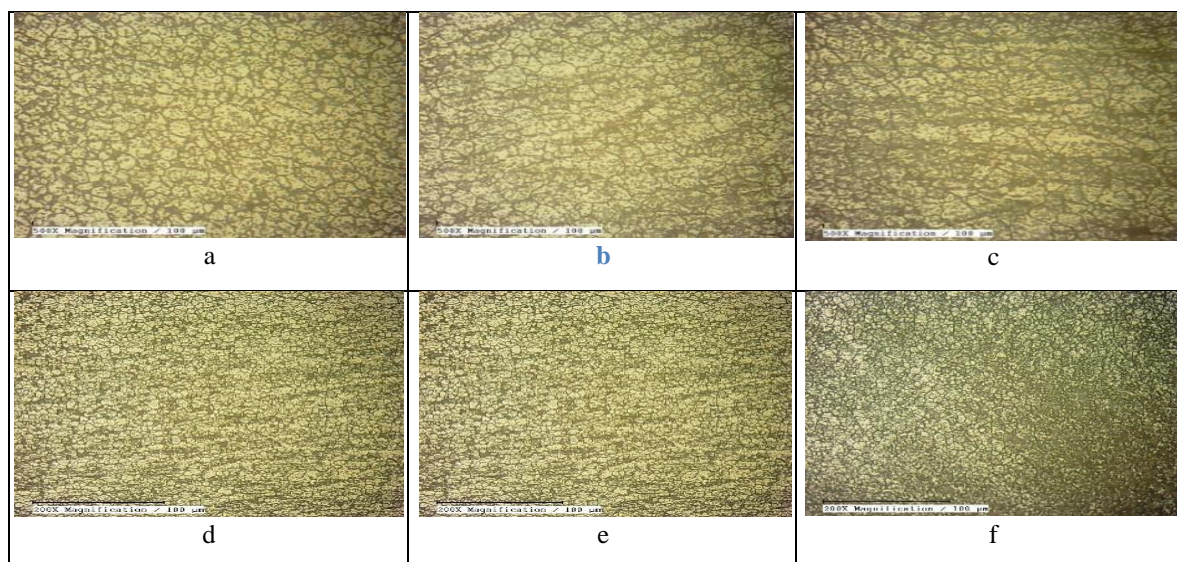 500X Magnification / 100 µm
500X Magnification / 100 µm
500X Magnification / 100 µm
a
b
c
200X Magnification / 100 µm
200X Magnification / 100 µm
200X Magnification / 100 µm
d
e
f